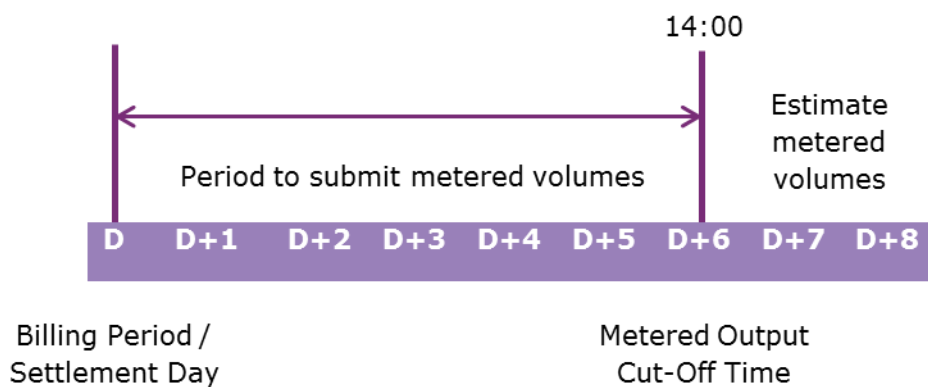 14:00
Estimate
metered
volumes
Period to submit metered volumes
D D+1 D+2 D+3 D+4 D+5 D+6 D+7 D+8
Billing Period /
Settlement Day
Metered Output
Cut-Off Time